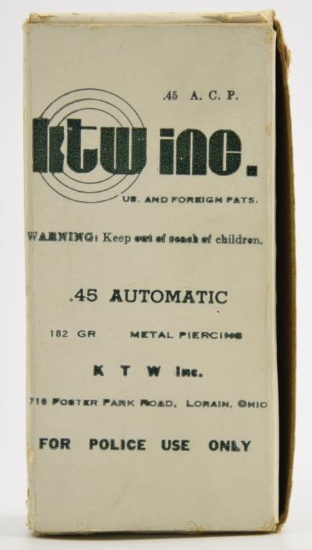 .45 A. C. P.
ktw inc.
US. AND FOREIGN PATS.
WARNING: Keep out of reach of children.
.45 AUTOMATIC
182 GR METAL PIERCING
K T W Inc.
710 FOSTER PARK ROAD, LORAIN, OHIO
FOR POLICE USE ONLY